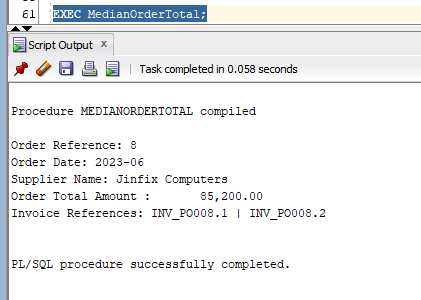 61 EXEC MedianOrderTotal;
Script Output x
Task completed in 0.058 seconds
Procedure MEDIANORDERTOTAL compiled
Order Reference: 8
Order Date: 2023-06
Supplier Name: Jinfix Computers
Order Total Amount :       85,200.00
Invoice References: INV_PO008.1 | INV_PO008.2
PL/SQL procedure successfully completed.